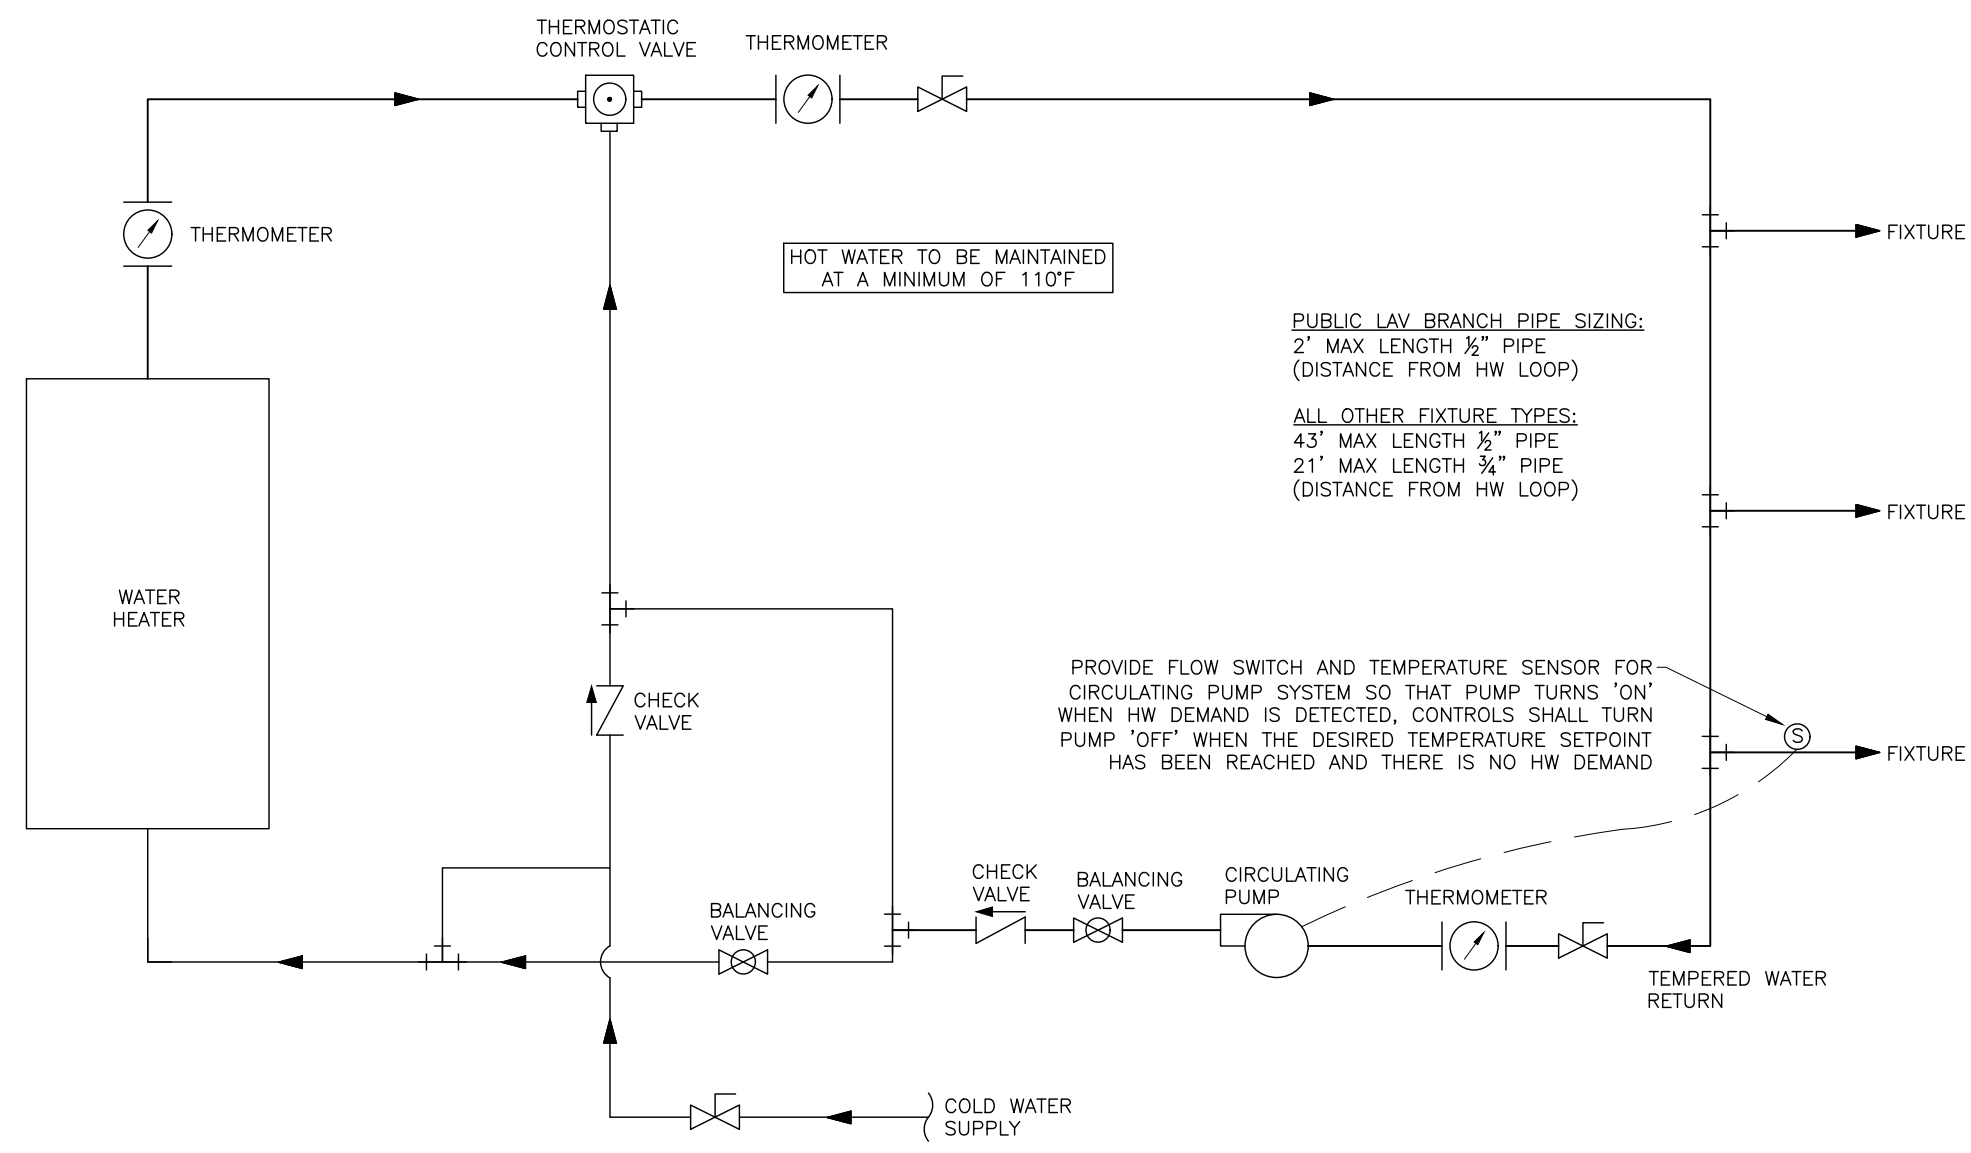 THERMOSTATIC
CONTROL VALVE
THERMOMETER
THERMOMETER
FIXTURE
HOT WATER TO BE MAINTAINED
AT A MINIMUM OF 110°F
PUBLIC LAV BRANCH PIPE SIZING:
2' MAX LENGTH ½" PIPE
(DISTANCE FROM HW LOOP)
ALL OTHER FIXTURE TYPES:
43' MAX LENGTH ½" PIPE
21' MAX LENGTH ¾" PIPE
(DISTANCE FROM HW LOOP)
FIXTURE
WATER
HEATER
CHECK
VALVE
PROVIDE FLOW SWITCH AND TEMPERATURE SENSOR FOR
CIRCULATING PUMP SYSTEM SO THAT PUMP TURNS 'ON'
WHEN HW DEMAND IS DETECTED, CONTROLS SHALL TURN
PUMP 'OFF' WHEN THE DESIRED TEMPERATURE SETPOINT
HAS BEEN REACHED AND THERE IS NO HW DEMAND
S
FIXTURE
BALANCING
VALVE
CHECK
VALVE
BALANCING
VALVE
CIRCULATING
PUMP
THERMOMETER
TEMPERED WATER
RETURN
COLD WATER
SUPPLY